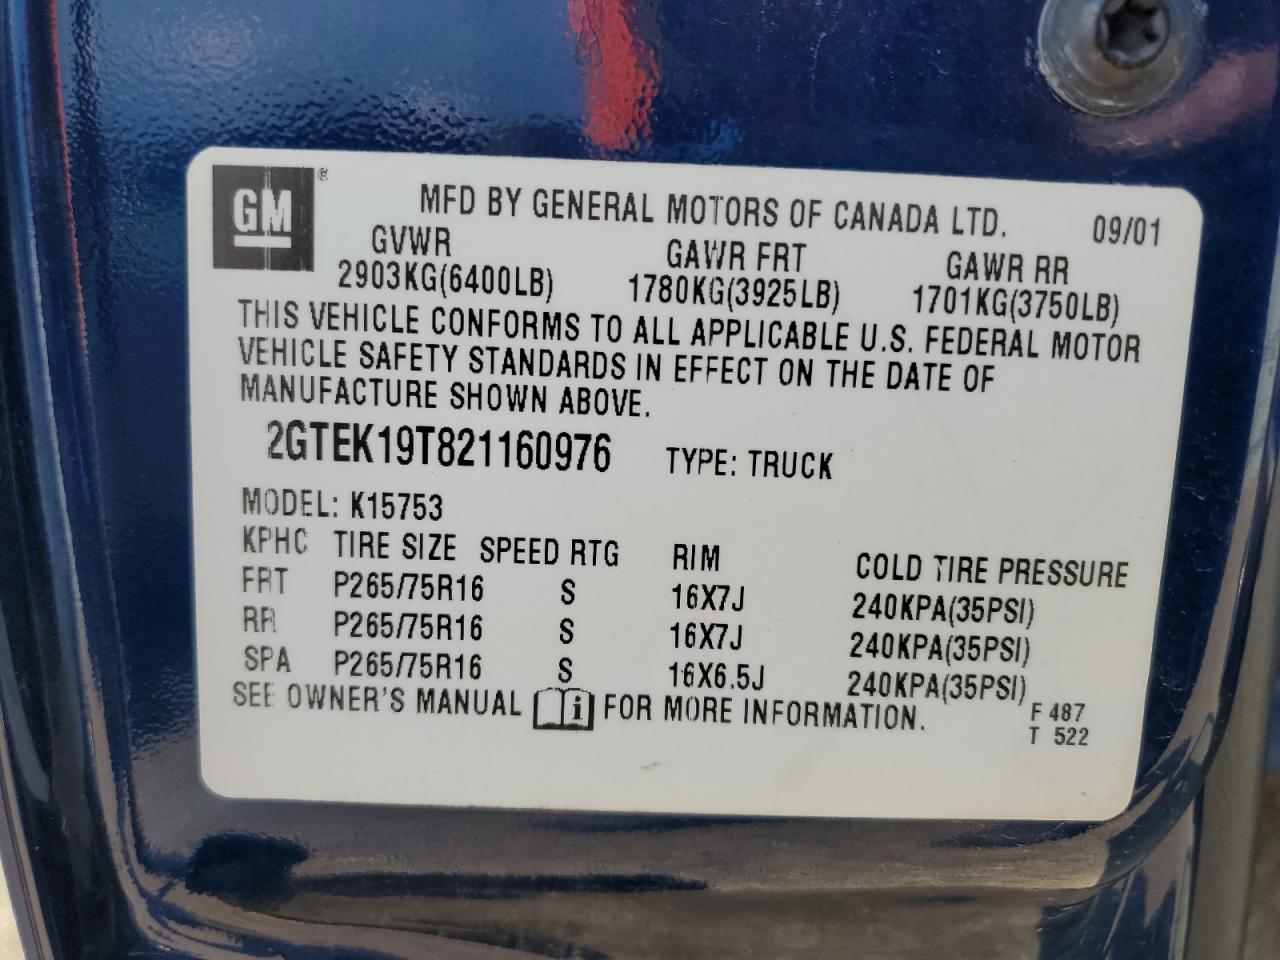 GM®
MFD BY GENERAL MOTORS OF CANADA LTD. 09/01
GVWR GAWR FRT GAWR RR
2903KG(6400LB) 1780KG(3925LB) 1701KG(3750LB)
THIS VEHICLE CONFORMS TO ALL APPLICABLE U.S. FEDERAL MOTOR
VEHICLE SAFETY STANDARDS IN EFFECT ON THE DATE OF
MANUFACTURE SHOWN ABOVE.
2GTEK19T821160976 TYPE: TRUCK
MODEL: K15753
KPHC TIRE SIZE SPEED RTG RIM COLD TIRE PRESSURE
FRT P265/75R16 S 16X7J 240KPA(35PSI)
RR P265/75R16 S 16X7J 240KPA(35PSI)
SPA P265/75R16 S 16X6.5J 240KPA(35PSI)
SEE OWNER'S MANUAL i FOR MORE INFORMATION.
F 487
T 522